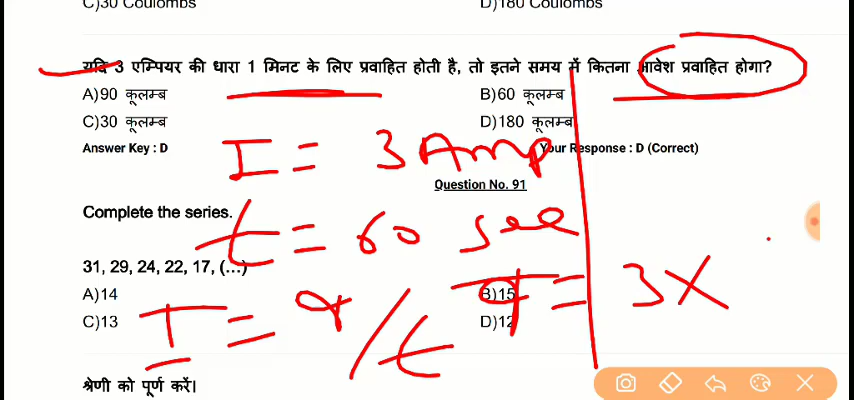 C)30 Coulombs D)180 Coulombs
यदि 3 एम्पियर की धारा 1 मिनट के लिए प्रवाहित होती है, तो इतने समय में कितना आवेश प्रवाहित होगा?
A)90 कूलम्ब B)60 कूलम्ब
C)30 कूलम्ब D)180 कूलम्ब
Answer Key : D Your Response : D (Correct)
I = 3 Amp
Question No. 91
Complete the series.
t = 60 sec
31, 29, 24, 22, 17, (...)
A)14 B)15
q = 3 X
C)13 D)12
I = q/t
श्रेणी को पूर्ण करें।